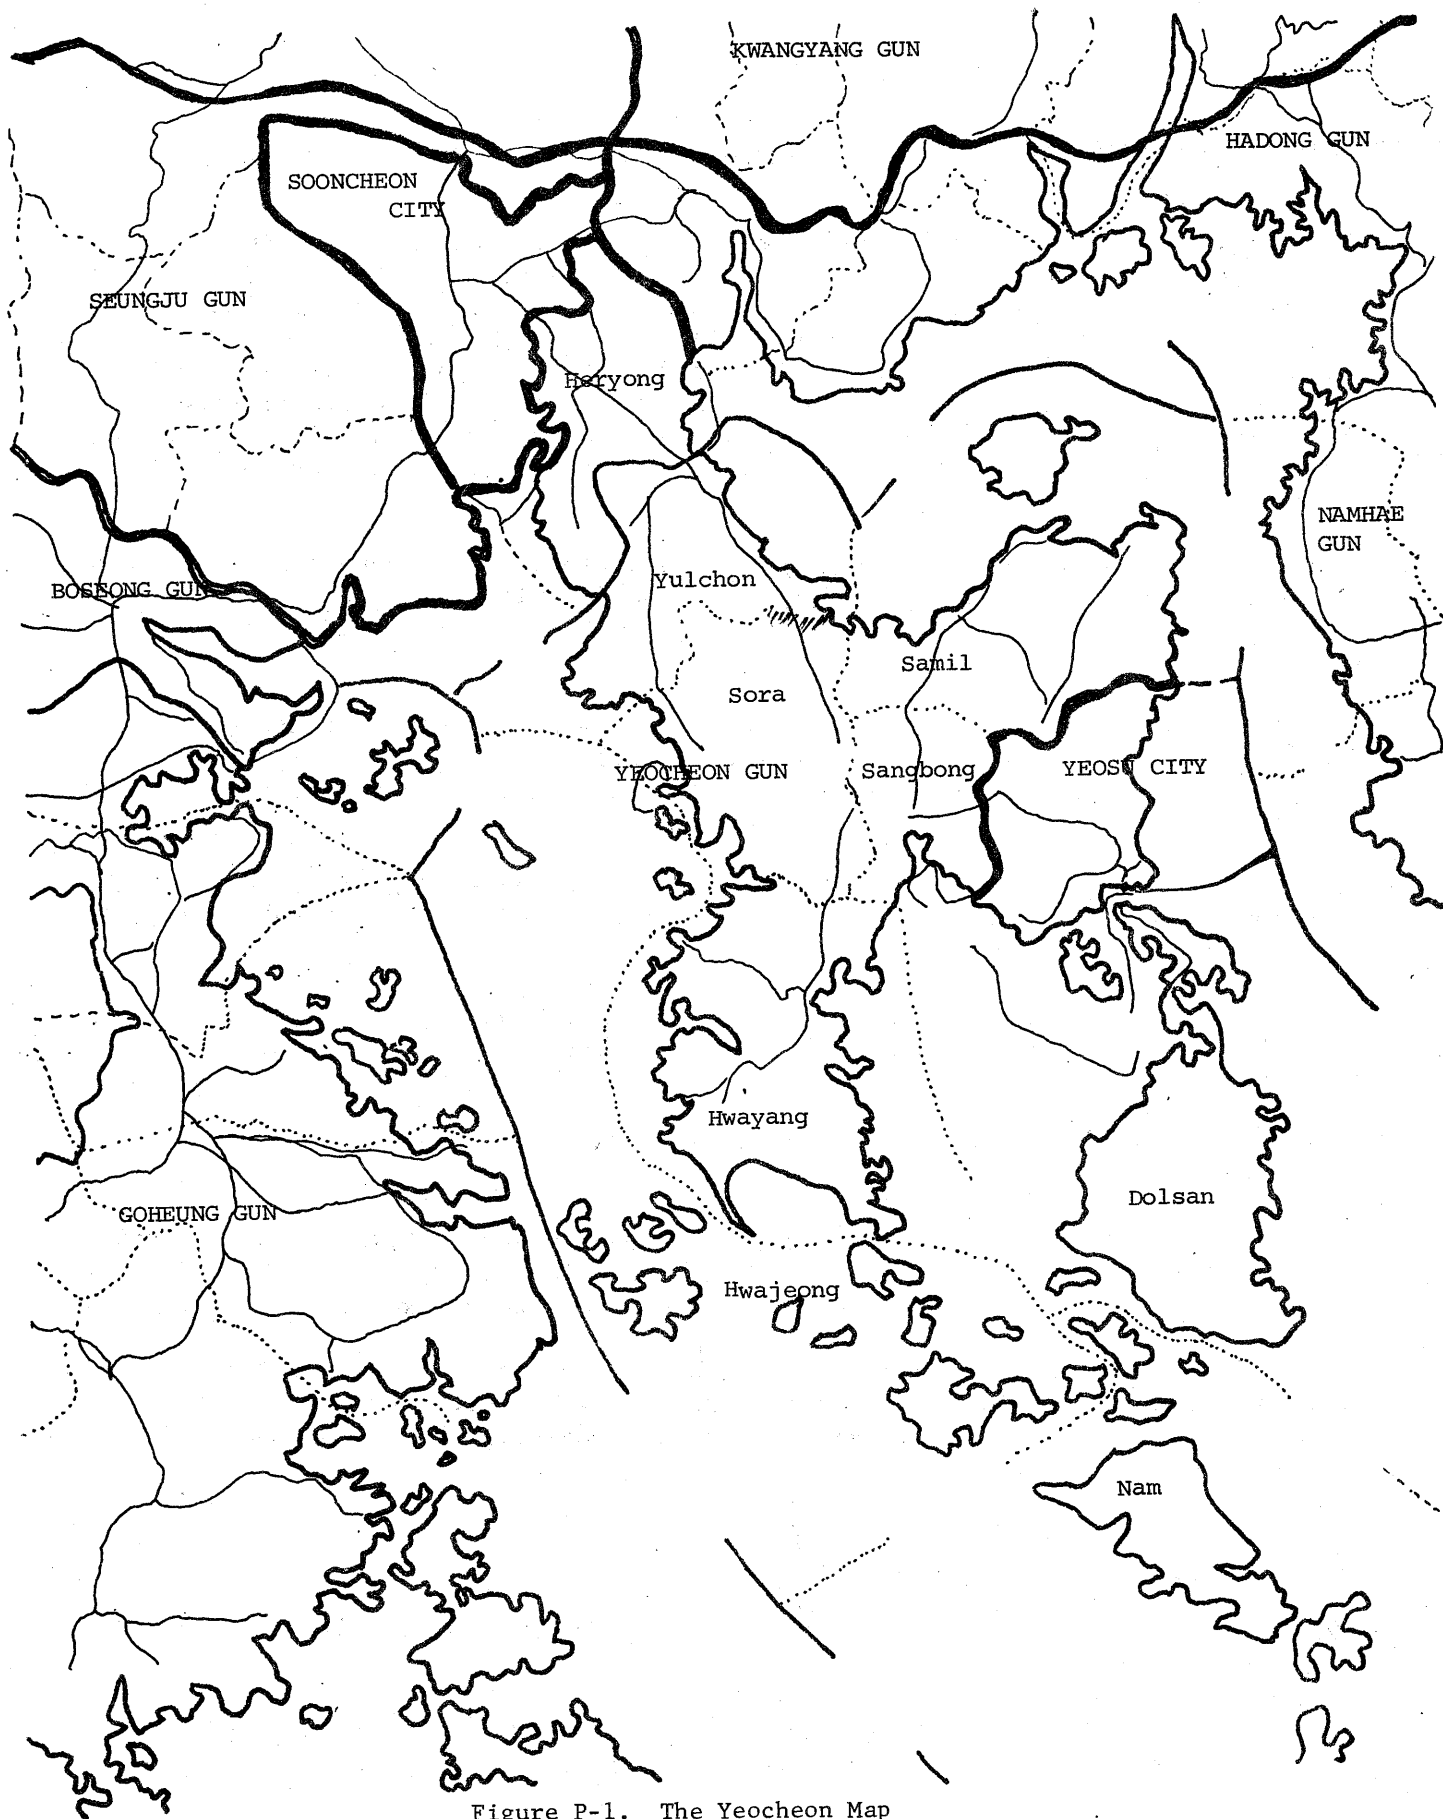 KWANGYANG GUN
HADONG GUN
SOONCHEON
CITY
SEUNGJU GUN
Heryong
NAMHAE
GUN
BOSEONG GUN
Yulchon
Samil
Sora
YEOCHEON GUN
Sangbong
YEOSU CITY
Hwayang
Dolsan
GOHEUNG GUN
Hwajeong
Nam
Figure P-1. The Yeocheon Map